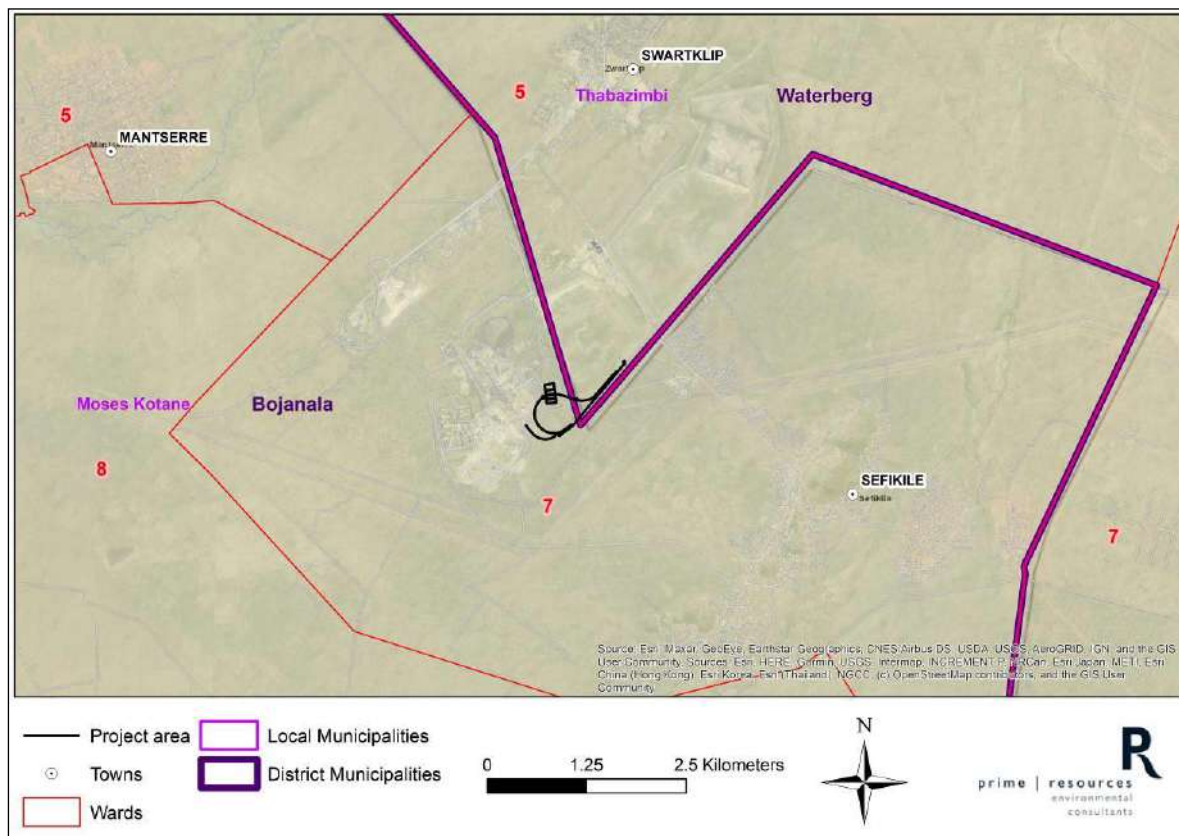 SWARTKLIP
Thabazimbi
Waterberg
5
5
MANTSERRE
Moses Kotane
Bojanala
8
SEFIKILE
Sefikile
7
7
Source: Esri, Maxar, GeoEye, Earthstar Geographics, CNES/Airbus DS, USDA, USGS, AeroGRID, IGN, and the GIS
User Community, Sources: Esri, HERE, Garmin, USGS, Intermap, INCREMENT P, NRCan, Esri Japan, METI, Esri
China (Hong Kong), Esri Korea, Esri (Thailand), NGCC, (c) OpenStreetMap contributors, and the GIS User
Community
Project area
Towns
Wards
Local Municipalities
District Municipalities
0 1.25 2.5 Kilometers
N
R
prime | resources
environmental
consultants